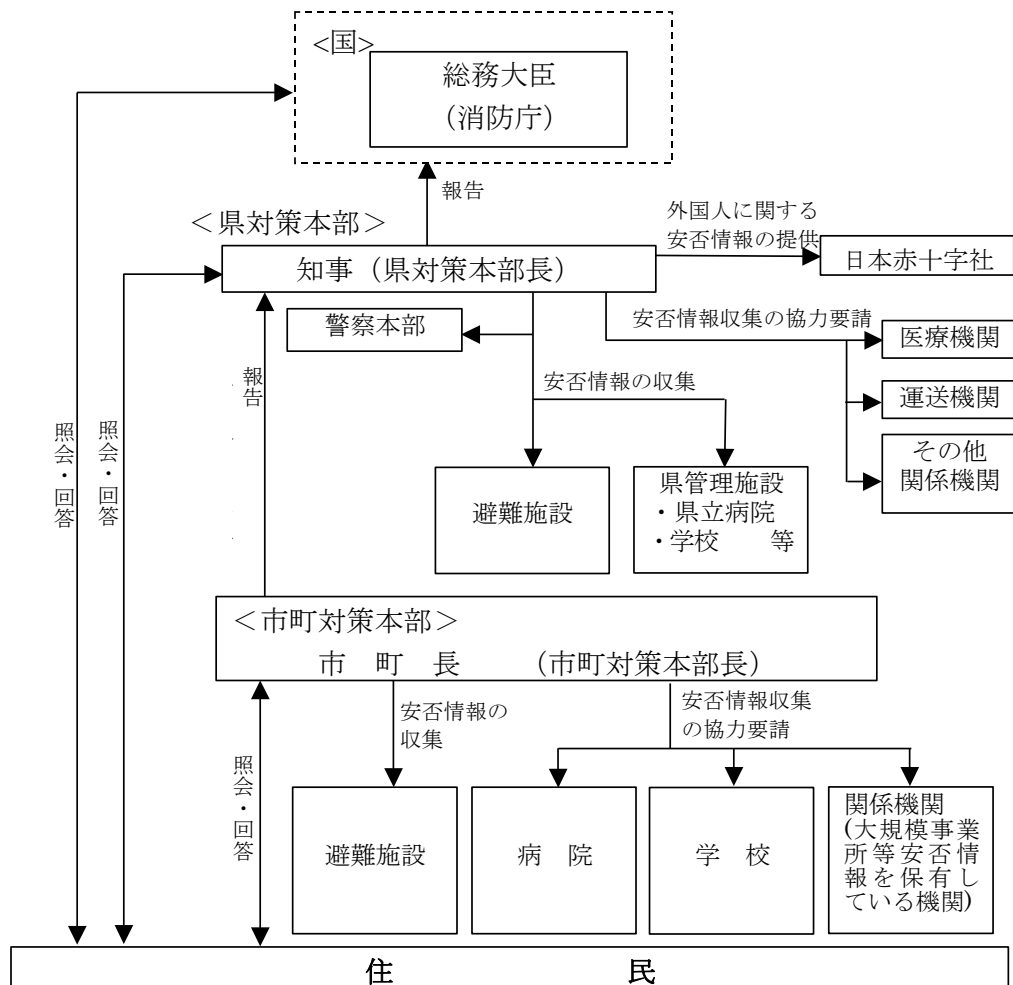 <国>
総務大臣
（消防庁）
報告
＜県対策本部＞
外国人に関する
安否情報の提供
知事（県対策本部長）
日本赤十字社
警察本部
安否情報収集の協力要請
医療機関
報告
安否情報の収集
運送機関
照会・回答
照会・回答
その他
関係機関
避難施設
県管理施設
・県立病院
・学校　　等
＜市町対策本部＞
市　町　長　　（市町対策本部長）
安否情報の
収集
安否情報収集
の協力要請
照会・回答
避難施設
病　院
学　校
関係機関
(大規模事業
所等安否情
報を保有し
ている機関)
住　　　　　　民